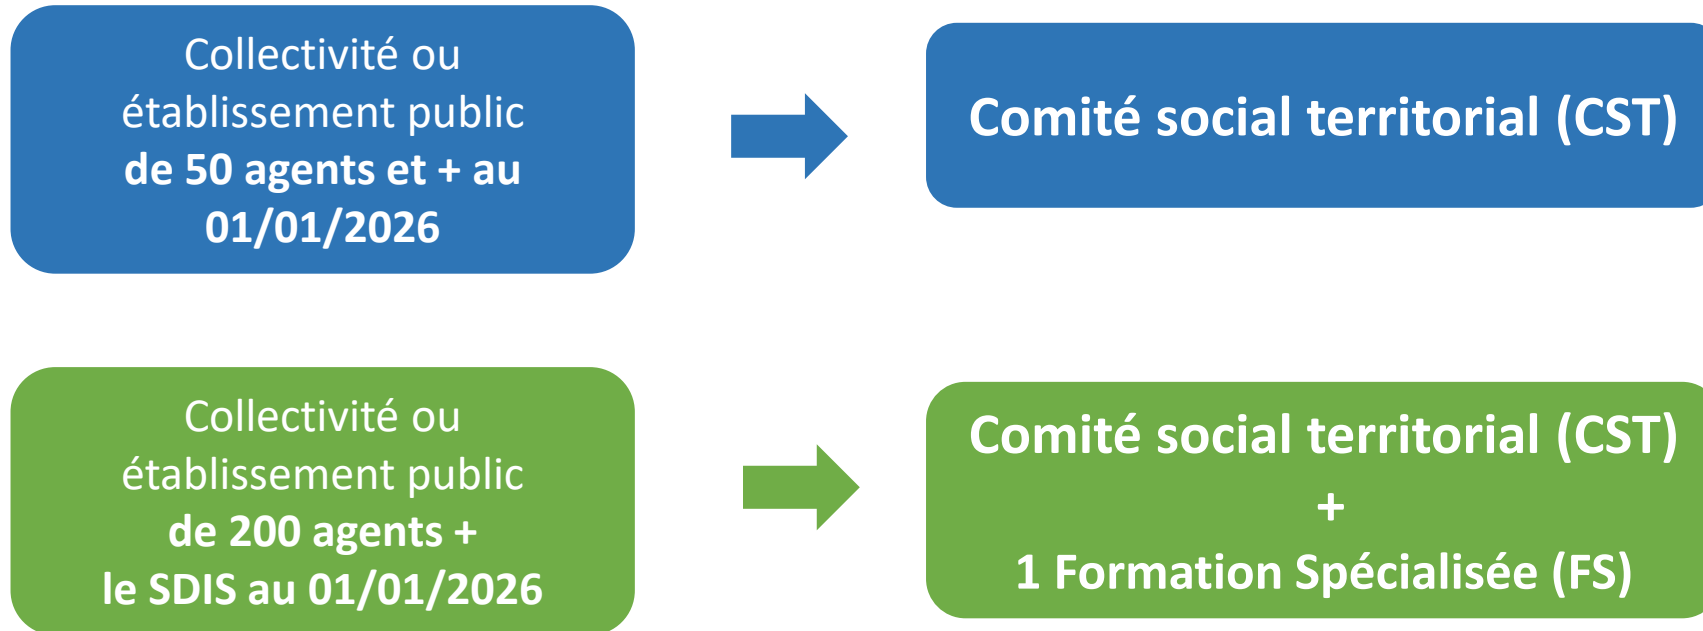 Collectivité ou
établissement public
de 50 agents et + au
01/01/2026
Comité social territorial (CST)
Collectivité ou
établissement public
de 200 agents +
le SDIS au 01/01/2026
Comité social territorial (CST)
+
1 Formation Spécialisée (FS)